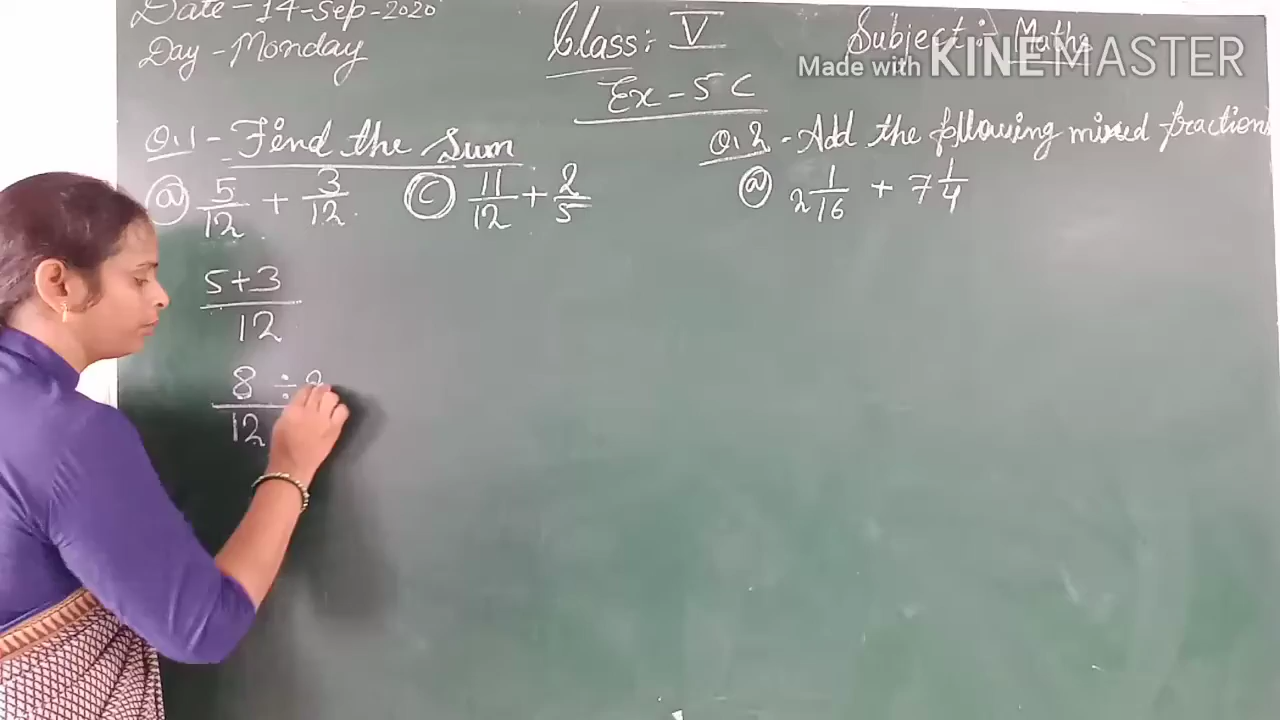 Date - 14-Sep-2020
Day - Monday
Class: V
Subject :- Maths
Made with KINEMASTER
Ex - 5 C
Q.1 - Find the Sum
(a) 5/12 + 3/12 (C) 11/12 + 2/5
5+3/12
8/12 ÷
Q.2 - Add the following mixed fractions
(a) 2 1/16 + 7 1/4